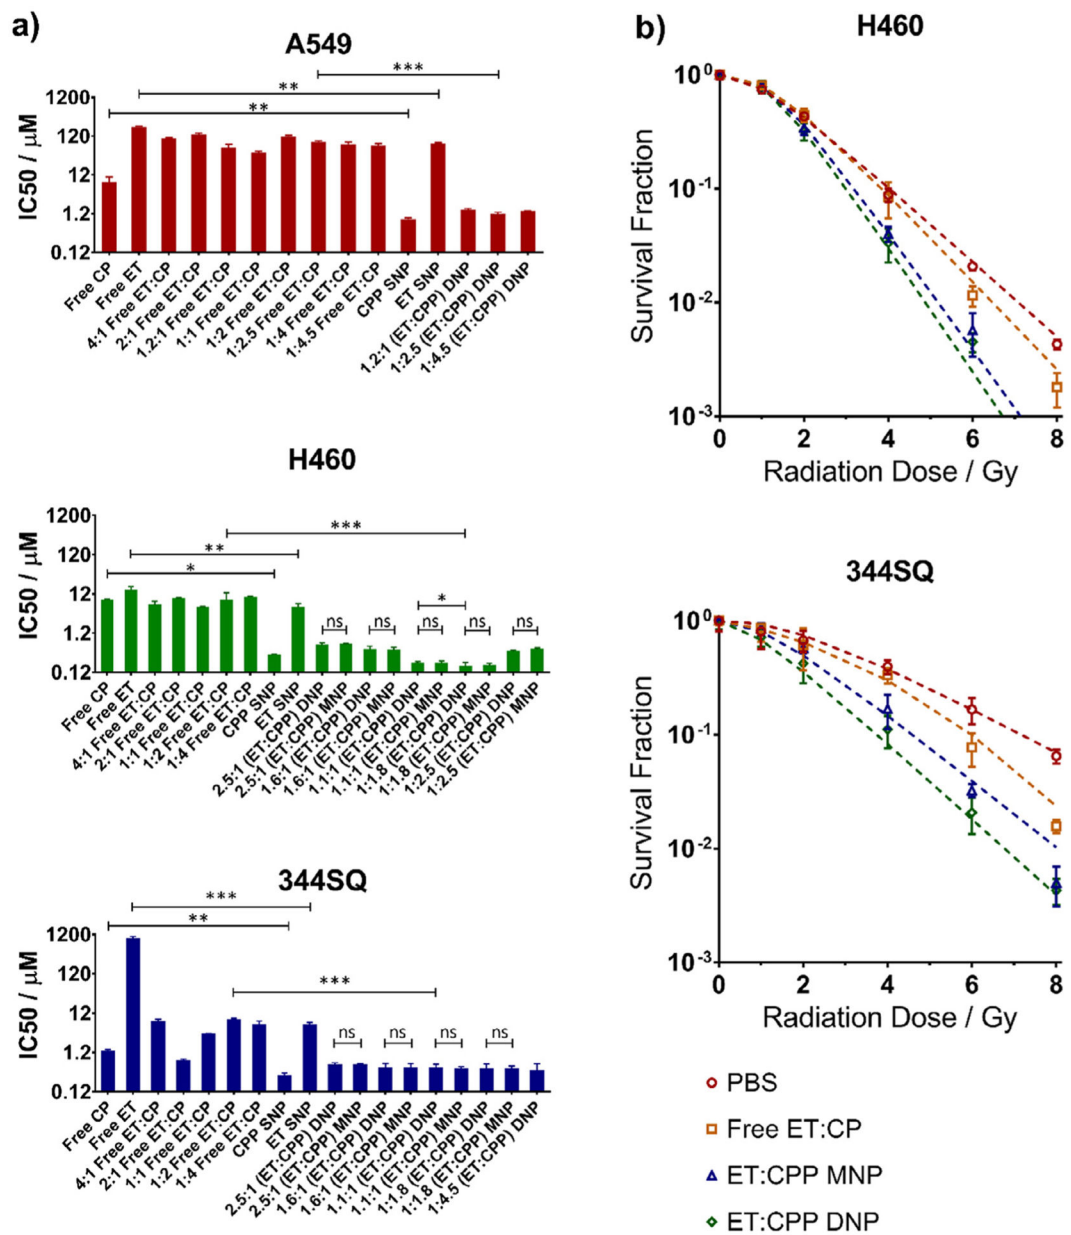 a)
A549
***
**
**
IC50 / μM
1200
120
12
1.2
0.12
Free CP
Free ET
4:1 Free ET:CP
2:1 Free ET:CP
1.2:1 Free ET:CP
1:1 Free ET:CP
1:2 Free ET:CP
1:2.5 Free ET:CP
1:4 Free ET:CP
1:4.5 Free ET:CP
CPP SNP
ET SNP
1.2:1 (ET:CPP) DNP
1:2.5 (ET:CPP) DNP
1:4.5 (ET:CPP) DNP
H460
***
**
*
*
ns
ns
ns
ns
ns
IC50 / μM
1200
120
12
1.2
0.12
Free CP
Free ET
4:1 Free ET:CP
2:1 Free ET:CP
1:1 Free ET:CP
1:2 Free ET:CP
1:4 Free ET:CP
CPP SNP
ET SNP
2.5:1 (ET:CPP) DNP
2.5:1 (ET:CPP) MNP
1.6:1 (ET:CPP) DNP
1.6:1 (ET:CPP) MNP
1.1:1 (ET:CPP) DNP
1.1:1 (ET:CPP) MNP
1:1.8 (ET:CPP) DNP
1:1.8 (ET:CPP) MNP
1:2.5 (ET:CPP) DNP
1:2.5 (ET:CPP) MNP
344SQ
***
**
***
ns
ns
ns
ns
IC50 / μM
1200
120
12
1.2
0.12
Free CP
Free ET
4:1 Free ET:CP
2:1 Free ET:CP
1:1 Free ET:CP
1:2 Free ET:CP
1:4 Free ET:CP
CPP SNP
ET SNP
2.5:1 (ET:CPP) DNP
2.5:1 (ET:CPP) MNP
1.6:1 (ET:CPP) DNP
1.6:1 (ET:CPP) MNP
1.1:1 (ET:CPP) DNP
1.1:1 (ET:CPP) MNP
1:1.8 (ET:CPP) DNP
1:1.8 (ET:CPP) MNP
1:4.5 (ET:CPP) DNP
b)
H460
Survival Fraction
10⁰
10⁻¹
10⁻²
10⁻³
0 2 4 6 8
Radiation Dose / Gy
344SQ
Survival Fraction
10⁰
10⁻¹
10⁻²
10⁻³
0 2 4 6 8
Radiation Dose / Gy
PBS
Free ET:CP
ET:CPP MNP
ET:CPP DNP